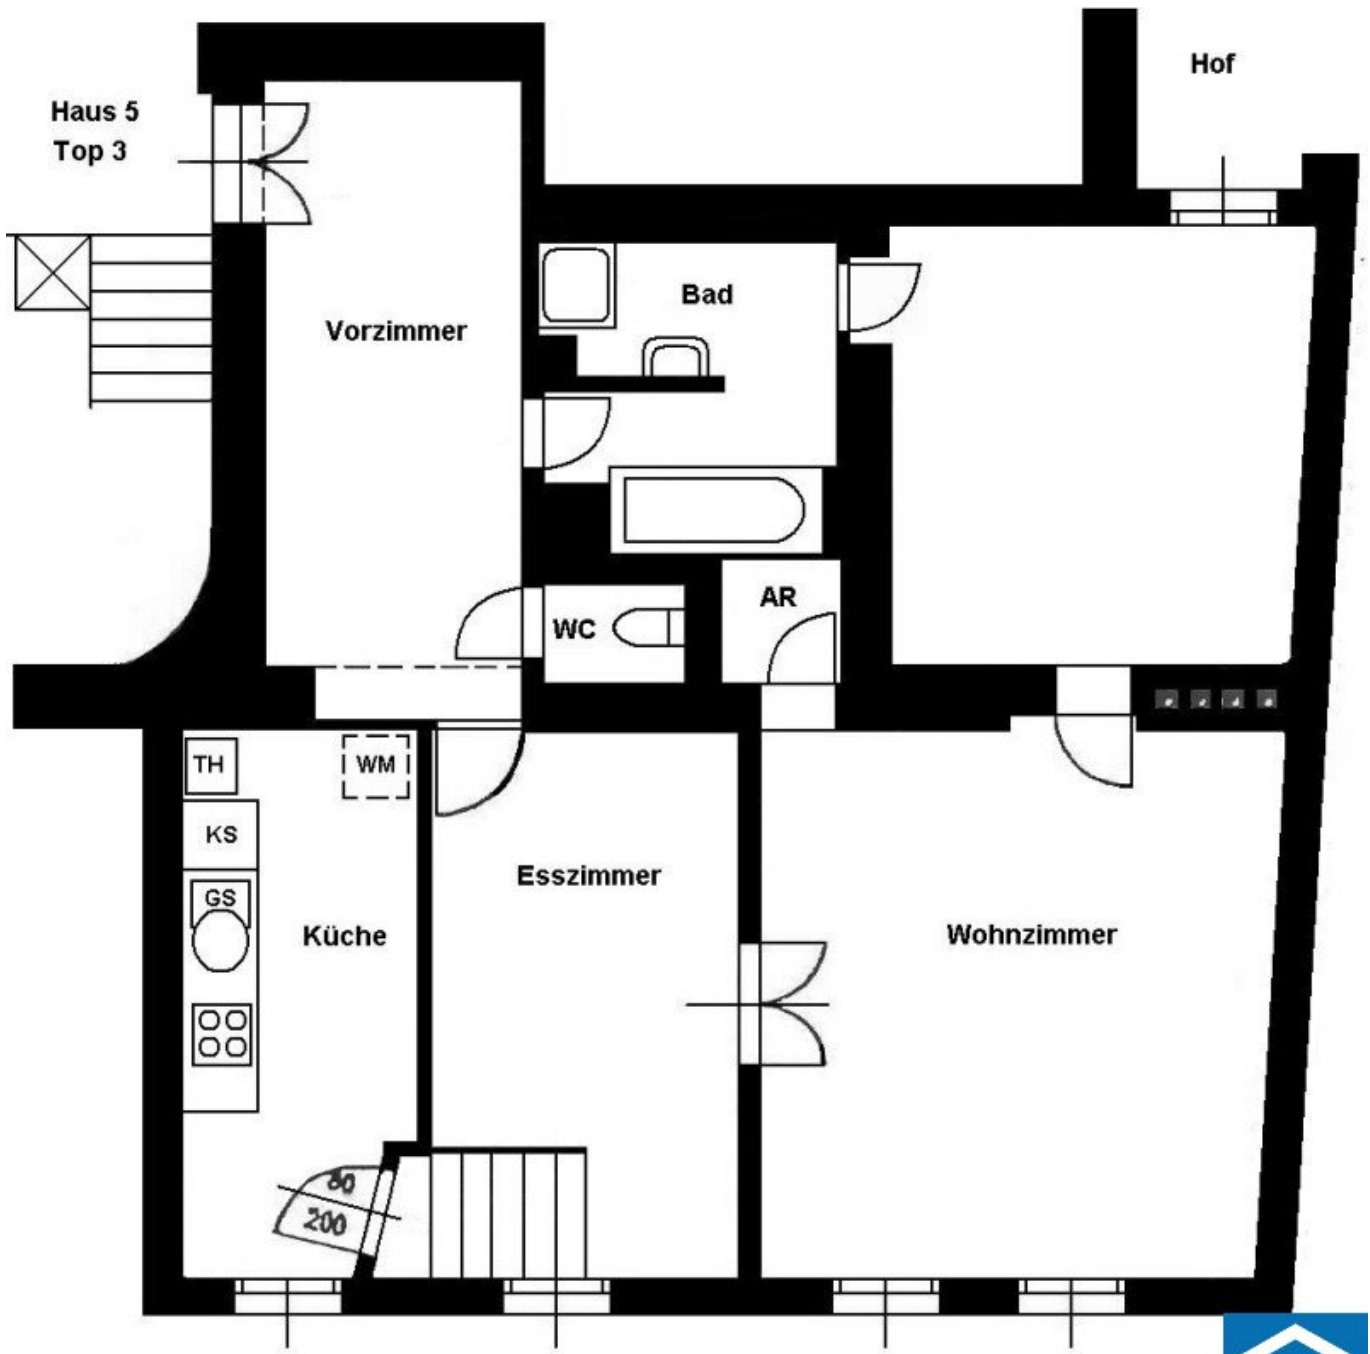 Hof
Haus 5
Top 3
Bad
Vorzimmer
AR
WC
TH
WM
KS
Esszimmer
GS
Küche
Wohnzimmer
80
200